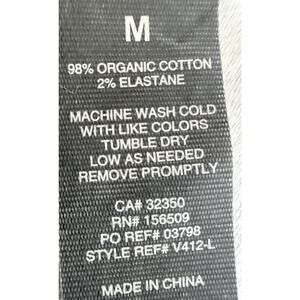 M
98% ORGANIC COTTON
2% ELASTANE
MACHINE WASH COLD
WITH LIKE COLORS
TUMBLE DRY
LOW AS NEEDED
REMOVE PROMPTLY
CA# 32350
RN# 156509
PO REF# 03798
STYLE REF# V412-L
MADE IN CHINA